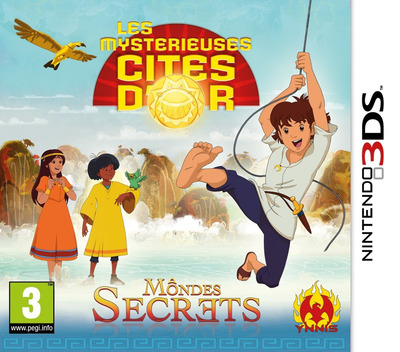 LES
MYSTERIEUSES
CITES
D'OR
NINTENDO 3DS
MÔNDES
SECRETS
3
www.pegi.info
YNNIS